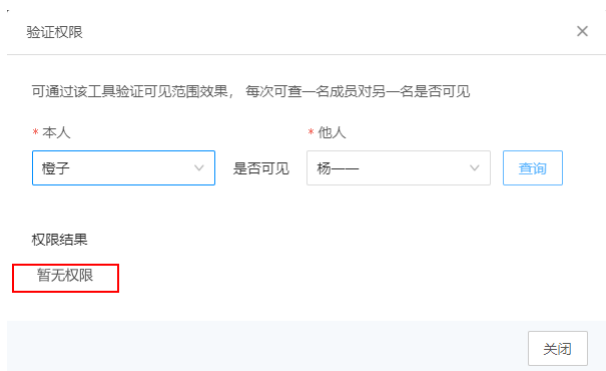 验证权限
可通过该工具验证可见范围效果， 每次可查一名成员对另一名是否可见
* 本人 * 他人
橙子 是否可见 杨—— 查询
权限结果
暂无权限
关闭